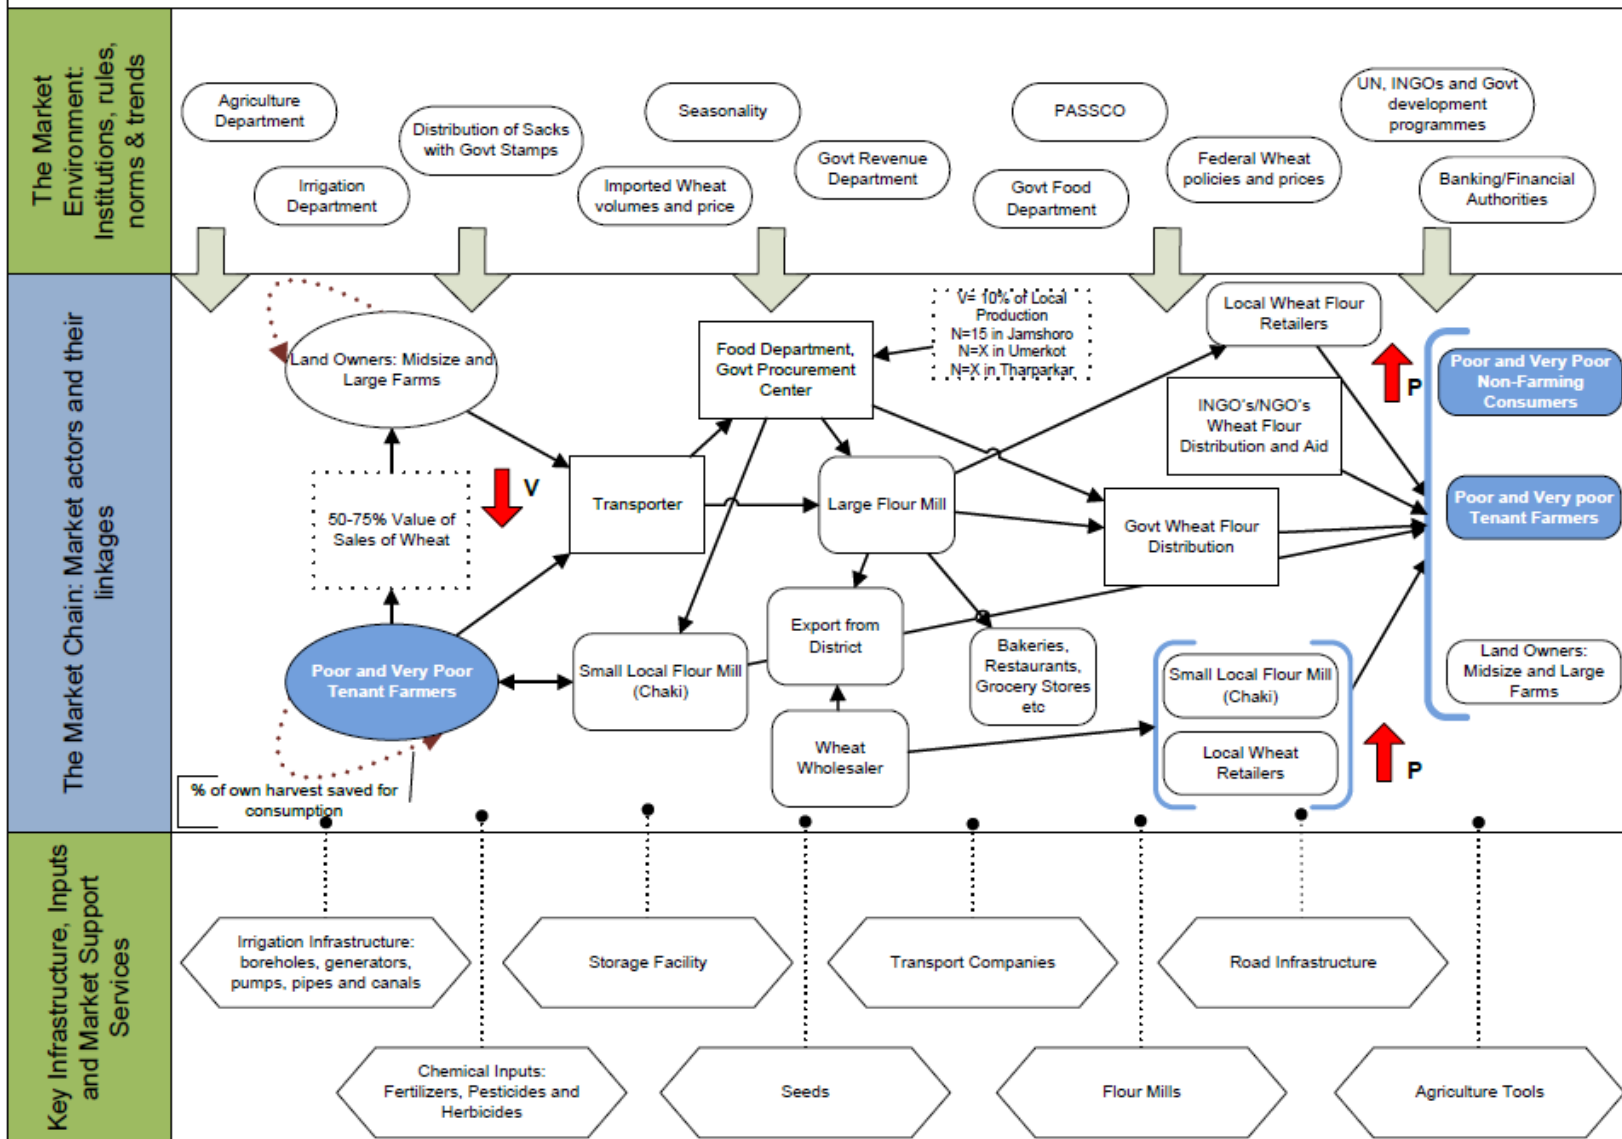 The Market
Environment:
Institutions, rules,
norms & trends
Agriculture
Department
Irrigation
Department
Distribution of Sacks
with Govt Stamps
Seasonality
Imported Wheat
volumes and price
Govt Revenue
Department
PASSCO
Govt Food
Department
Federal Wheat
policies and prices
UN, INGOs and Govt
development
programmes
Banking/Financial
Authorities
The Market Chain: Market actors and their
linkages
Land Owners: Midsize and
Large Farms
50-75% Value of
Sales of Wheat
V
Poor and Very Poor
Tenant Farmers
% of own harvest saved for
consumption
Transporter
Food Department,
Govt Procurement
Center
V= 10% of Local
Production
N=15 in Jamshoro
N=X in Umerkot
N=X in Tharparkar
Small Local Flour Mill
(Chaki)
Large Flour Mill
Export from
District
Wheat
Wholesaler
Bakeries,
Restaurants,
Grocery Stores
etc
Local Wheat Flour
Retailers
P
INGO's/NGO's
Wheat Flour
Distribution and Aid
Govt Wheat Flour
Distribution
Small Local Flour Mill
(Chaki)
Local Wheat
Retailers
P
Poor and Very Poor
Non-Farming
Consumers
Poor and Very poor
Tenant Farmers
Land Owners:
Midsize and Large
Farms
Key Infrastructure, Inputs
and Market Support
Services
Irrigation Infrastructure:
boreholes, generators,
pumps, pipes and canals
Storage Facility
Transport Companies
Road Infrastructure
Chemical Inputs:
Fertilizers, Pesticides and
Herbicides
Seeds
Flour Mills
Agriculture Tools